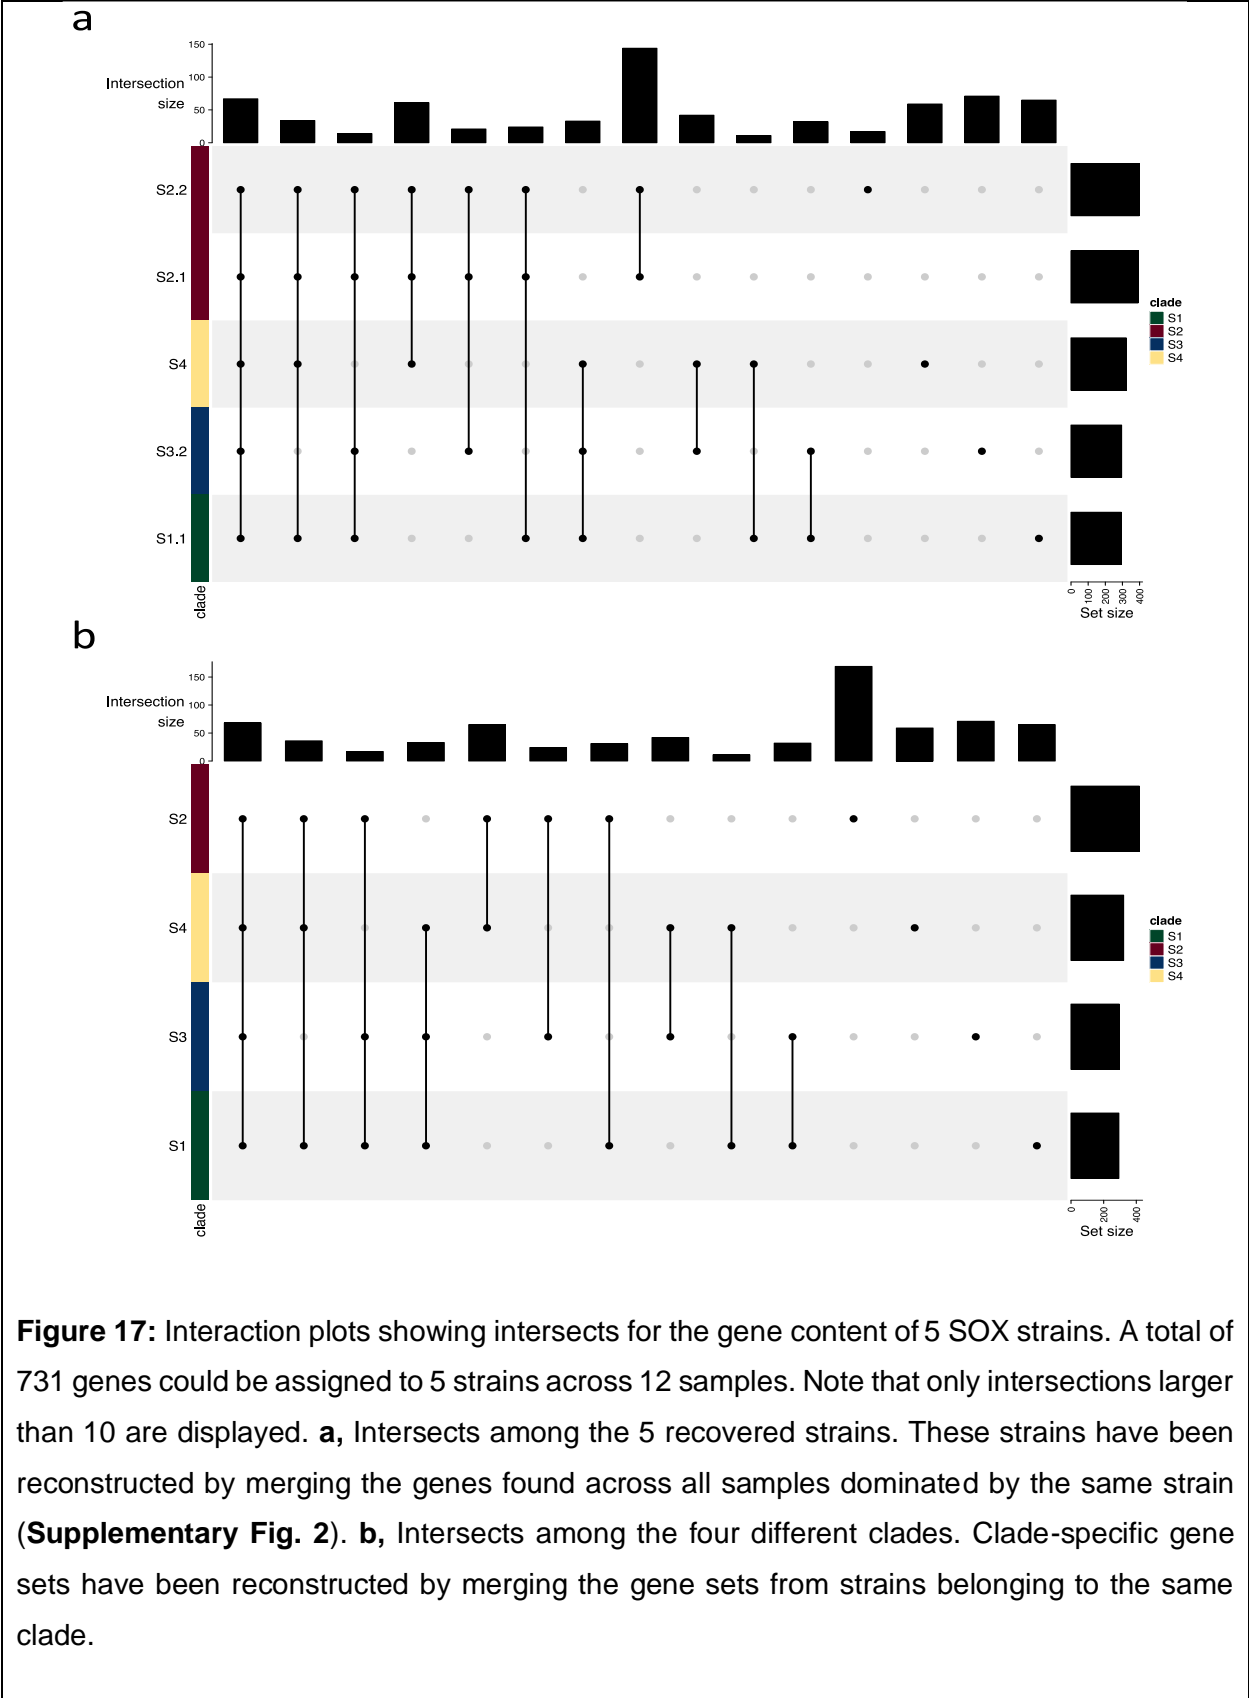 a
150
100
50
0
Intersection
size
S2.2
S2.1
S4
S3.2
S1.1
clade
clade
S1
S2
S3
S4
0
100
200
300
400
Set size
b
150
100
50
0
Intersection
size
S2
S4
S3
S1
clade
clade
S1
S2
S3
S4
0
200
400
Set size
Figure 17: Interaction plots showing intersects for the gene content of 5 SOX strains. A total of
731 genes could be assigned to 5 strains across 12 samples. Note that only intersections larger
than 10 are displayed. a, Intersects among the 5 recovered strains. These strains have been
reconstructed by merging the genes found across all samples dominated by the same strain
(Supplementary Fig. 2). b, Intersects among the four different clades. Clade-specific gene
sets have been reconstructed by merging the gene sets from strains belonging to the same
clade.